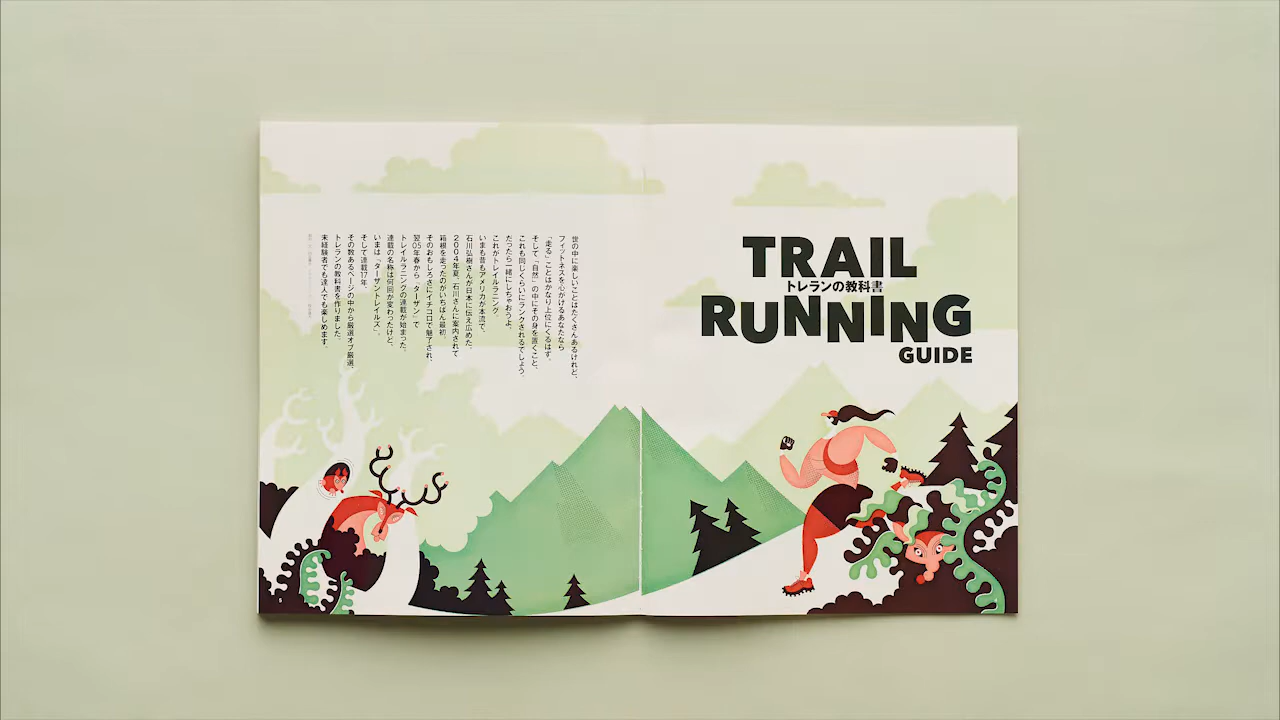 世の中に楽しいことはたくさんあるけれど、
フィットネスを心がけるあなたなら
「走る」ことはかなり上位にくるはず。
そして「自然」の中にその身を置くこと、
これも同じくらいにランクされるでしょう。
だったら一緒にしちゃおうよ。
これがトレイルランニング。
いまも昔もアメリカが本流で、
石川弘樹さんが日本に伝え広めた。
2004年夏、石川さんに案内されて
箱根を走ったのがいちばん最初。
そのおもしろさにイチコロで魅了され、
翌05年春から「ターザン」で
トレイルランニングの連載が始まった。
連載の名称は何回か変わったけど、
いまは「ターザントレイルズ」。
そして連載17年、
その数あるページの中から厳選オブ厳選、
トレランの教科書を作りました。
未経験者でも達人でも楽しめます。
TRAIL
トレランの教科書
RUNNING
GUIDE